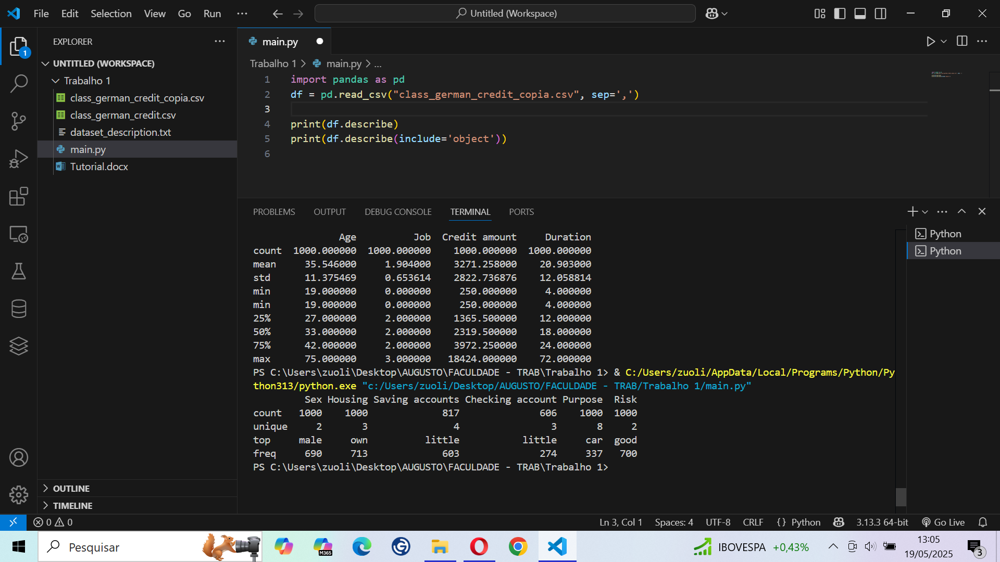 File Edit Selection View Go Run ··· Untitled (Workspace)
EXPLORER ···
UNTITLED (WORKSPACE)
Trabalho 1
class_german_credit_copia.csv
class_german_credit.csv
dataset_description.txt
main.py
Tutorial.docx
OUTLINE
TIMELINE
1
main.py
Trabalho 1 > main.py > ...
1 import pandas as pd
2 df = pd.read_csv("class_german_credit_copia.csv", sep=',')
3
4 print(df.describe)
5 print(df.describe(include='object'))
6
PROBLEMS OUTPUT DEBUG CONSOLE TERMINAL PORTS
Python
Python
Age Job Credit amount Duration
count 1000.000000 1000.000000 1000.000000 1000.000000
mean 35.546000 1.904000 3271.258000 20.903000
std 11.375469 0.653614 2822.736876 12.058814
min 19.000000 0.000000 250.000000 4.000000
min 19.000000 0.000000 250.000000 4.000000
25% 27.000000 2.000000 1365.500000 12.000000
50% 33.000000 2.000000 2319.500000 18.000000
75% 42.000000 2.000000 3972.250000 24.000000
max 75.000000 3.000000 18424.000000 72.000000
PS C:\Users\zuoli\Desktop\AUGUSTO\FACULDADE - TRAB\Trabalho 1> & C:/Users/zuoli/AppData/Local/Programs/Python/Py
thon313/python.exe "c:/Users/zuoli/Desktop/AUGUSTO/FACULDADE - TRAB/Trabalho 1/main.py"
Sex Housing Saving accounts Checking account Purpose Risk
count 1000 1000 817 606 1000 1000
unique 2 3 4 3 8 2
top male own little little car good
freq 690 713 603 274 337 700
PS C:\Users\zuoli\Desktop\AUGUSTO\FACULDADE - TRAB\Trabalho 1>
0 0 Ln 3, Col 1 Spaces: 4 UTF-8 CRLF {} Python 3.13.3 64-bit Go Live
Pesquisar M365 IBOVESPA +0,43% 13:05
19/05/2025 3